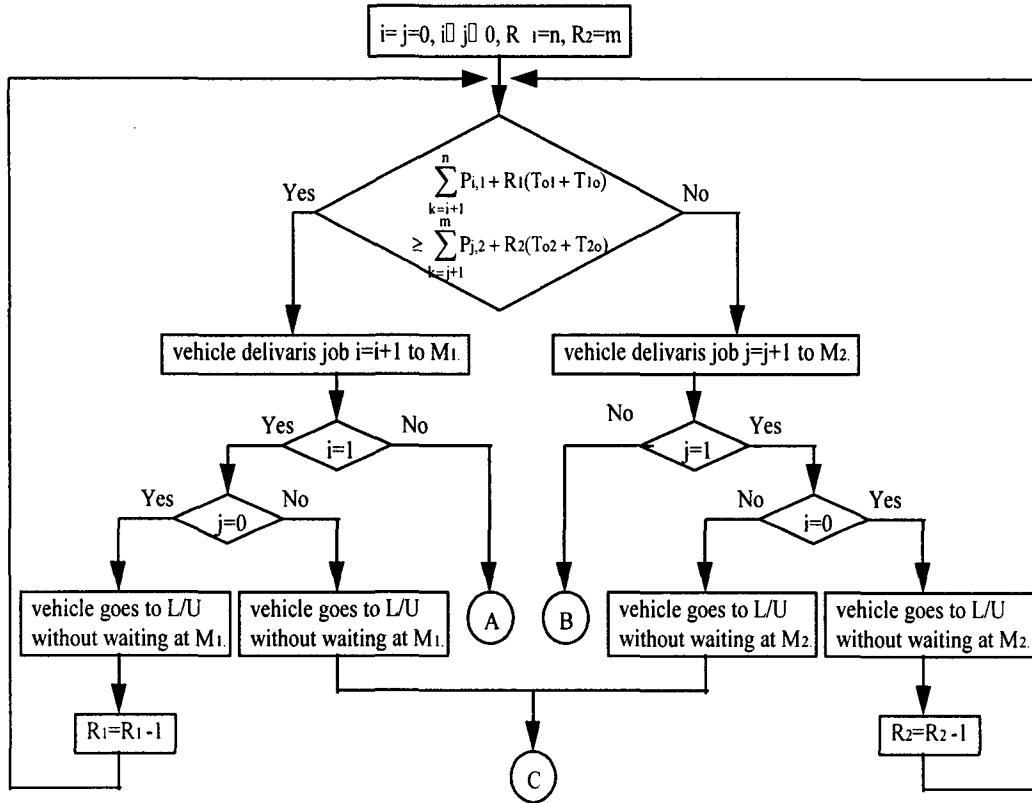 i= j=0, i▯ j▯ 0, R 1=n, R2=m
Yes
n
∑ Pi,1 + R1(To1 + T1o)
k=i+1
No
m
≥ ∑ Pj,2 + R2(To2 + T2o)
k=j+1
vehicle delivaris job i=i+1 to M1.
vehicle delivaris job j=j+1 to M2.
Yes
i=1
No
No
j=1
Yes
Yes
j=0
No
No
i=0
Yes
vehicle goes to L/U
without waiting at M1.
vehicle goes to L/U
without waiting at M1.
A
B
vehicle goes to L/U
without waiting at M2.
vehicle goes to L/U
without waiting at M2.
R1=R1 -1
R2=R2 -1
C